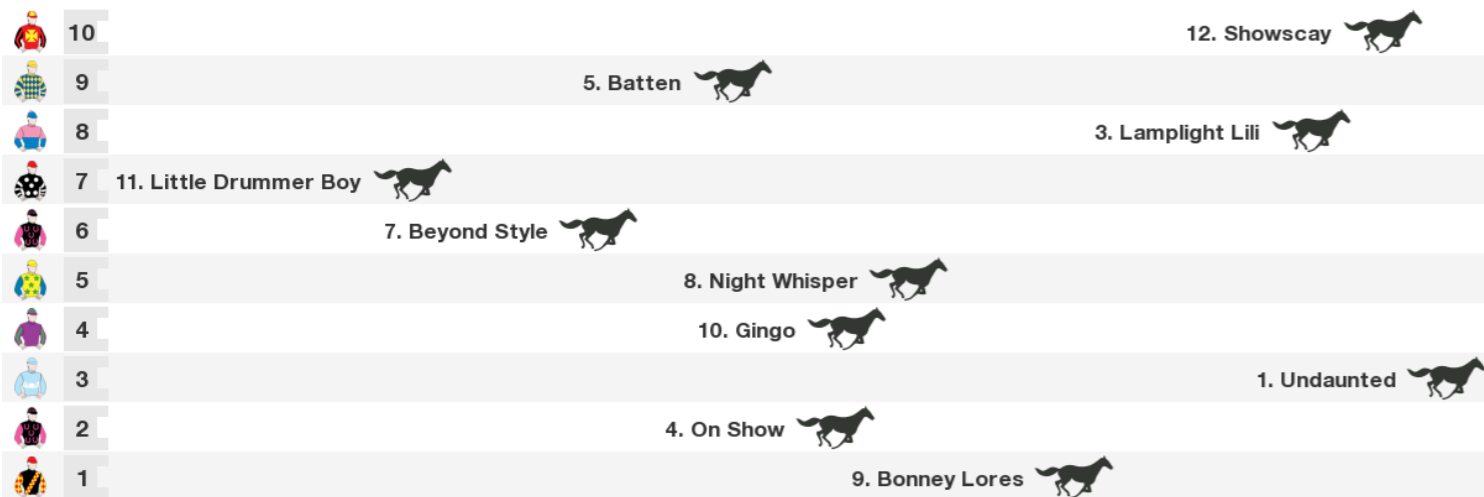 10 12. Showscay
9 5. Batten
8 3. Lamplight Lili
7 11. Little Drummer Boy
6 7. Beyond Style
5 8. Night Whisper
4 10. Gingo
3 1. Undaunted
2 4. On Show
1 9. Bonney Lores